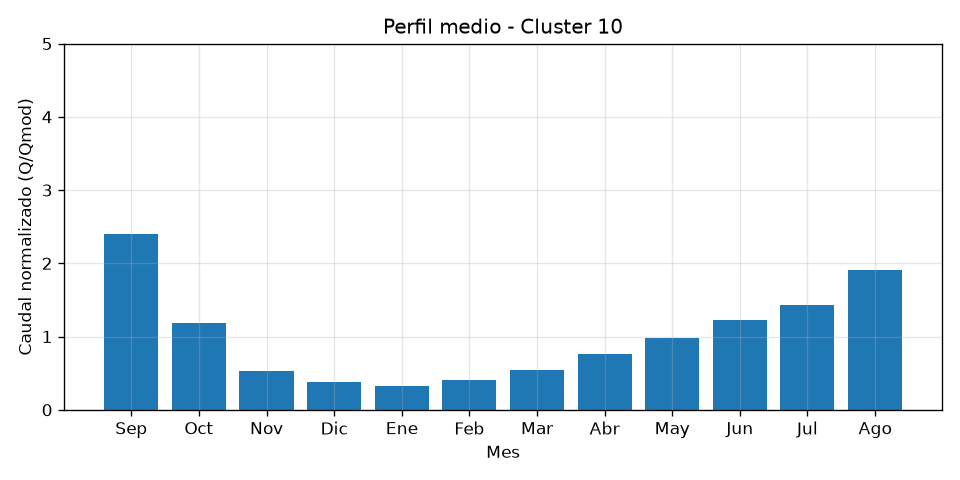 Perfil medio - Cluster 10
Caudal normalizado (Q/Qmod)
5
4
3
2
1
0
Sep Oct Nov Dic Ene Feb Mar Abr May Jun Jul Ago
Mes